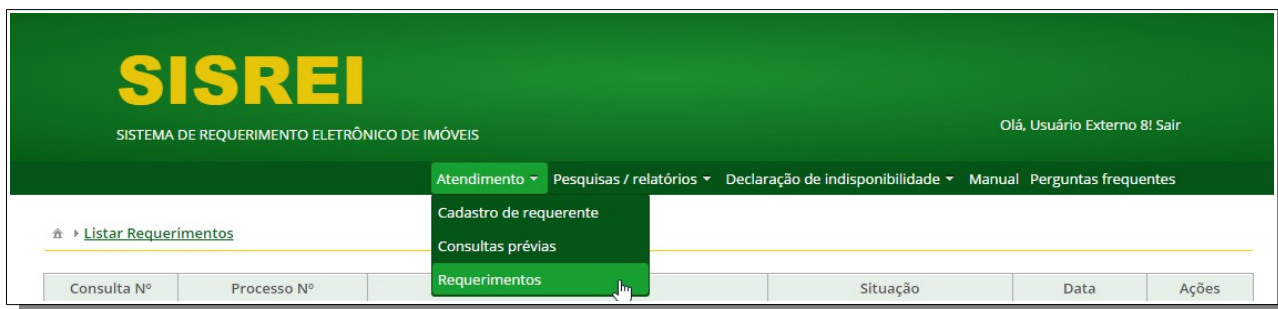 SISREI
SISTEMA DE REQUERIMENTO ELETRÔNICO DE IMÓVEIS
Olá, Usuário Externo 8! Sair
Atendimento Pesquisas / relatórios Declaração de indisponibilidade Manual Perguntas frequentes
Cadastro de requerente
Consultas prévias
Requerimentos
Listar Requerimentos
Consulta Nº Processo Nº Situação Data Ações